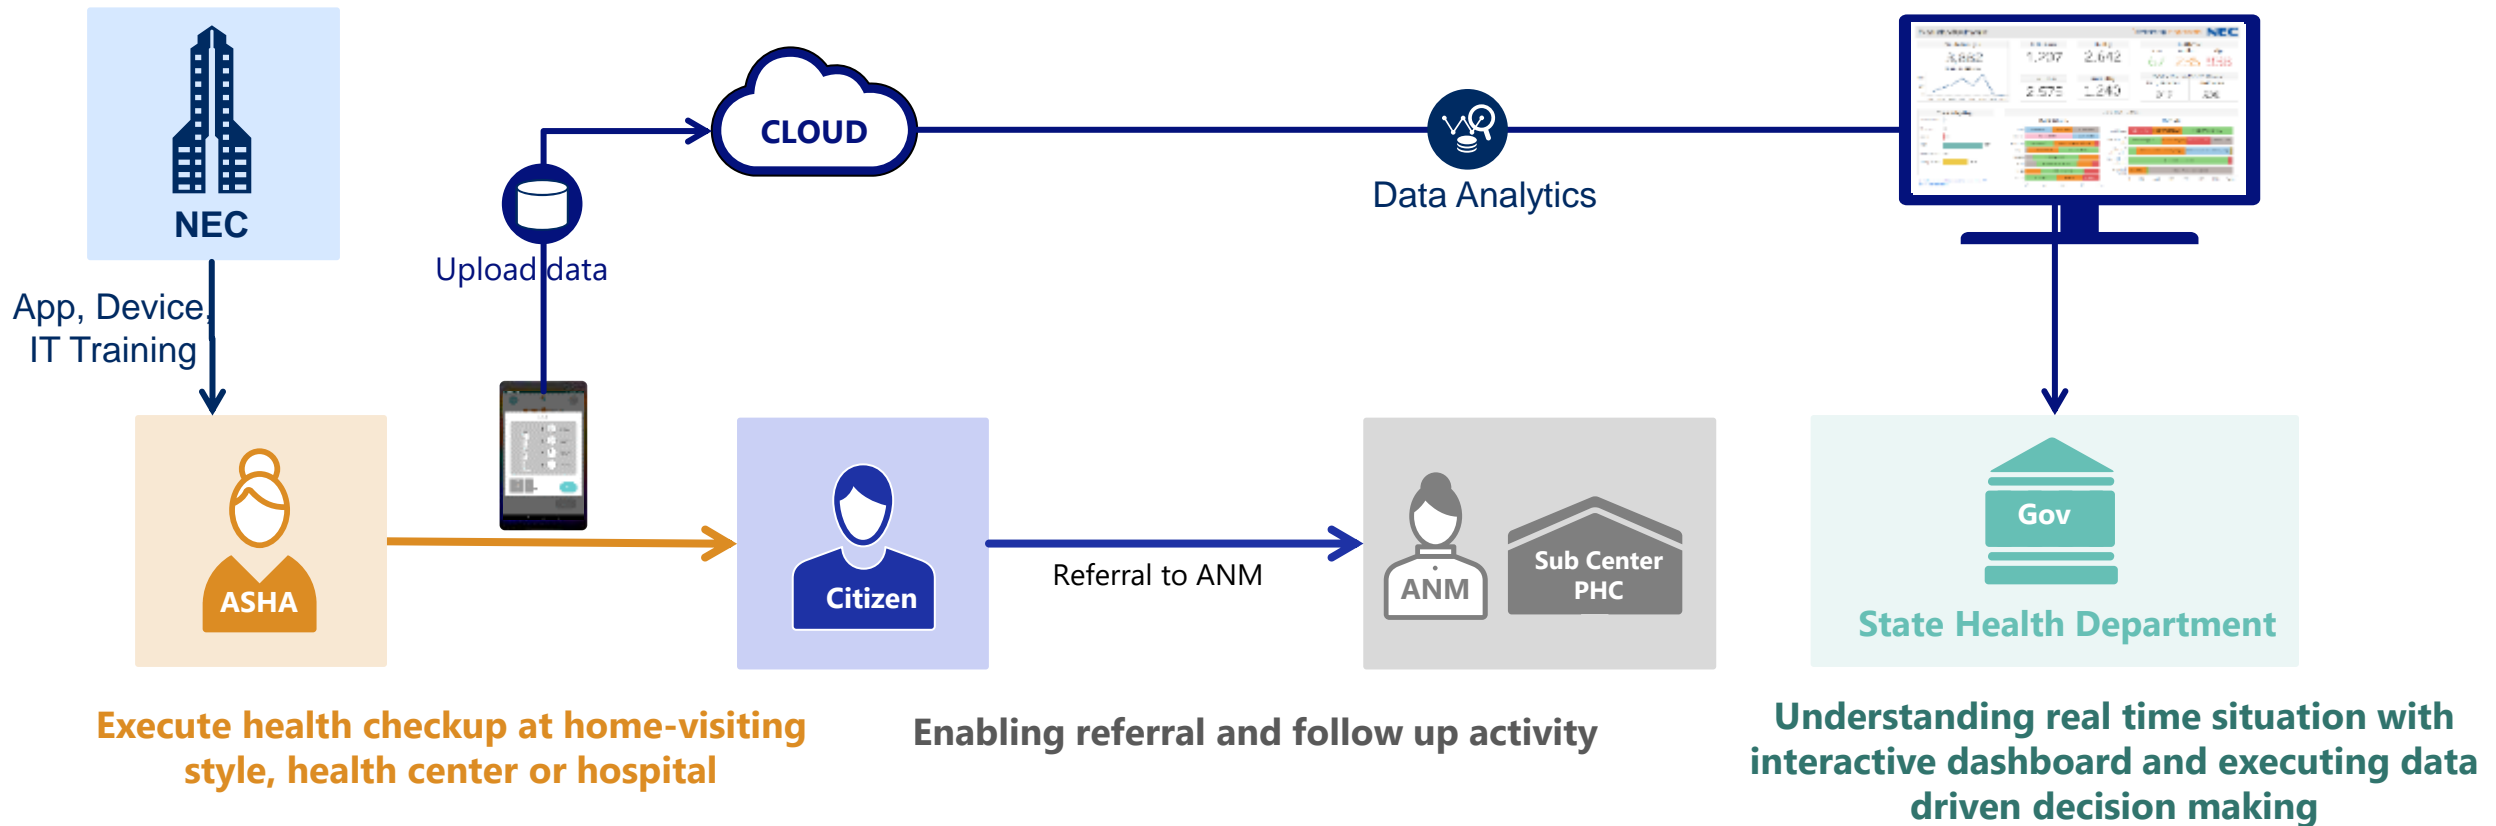 NEC
App, Device,
IT Training
Upload data
CLOUD
Data Analytics
NEC
ASHA
Citizen
Referral to ANM
ANM
Sub Center
PHC
Gov
State Health Department
Execute health checkup at home-visiting
style, health center or hospital
Enabling referral and follow up activity
Understanding real time situation with
interactive dashboard and executing data
driven decision making